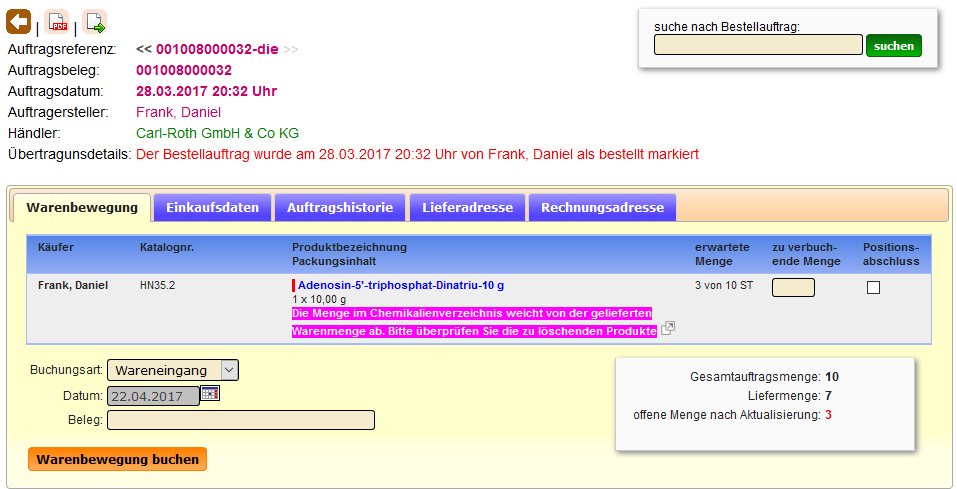 PDF
suche nach Bestellauftrag:
suchen
Auftragsreferenz: << 001008000032-die >>
Auftragsbeleg: 001008000032
Auftragsdatum: 28.03.2017 20:32 Uhr
Auftragersteller: Frank, Daniel
Händler: Carl-Roth GmbH & Co KG
Übertragunsdetails: Der Bestellauftrag wurde am 28.03.2017 20:32 Uhr von Frank, Daniel als bestellt markiert
Warenbewegung Einkaufsdaten Auftragshistorie Lieferadresse Rechnungsadresse
Käufer Katalognr. Produktbezeichnung erwartete zu verbuch- Positions-
Packungsinhalt Menge ende Menge abschluss
Frank, Daniel HN35.2 Adenosin-5'-triphosphat-Dinatriu-10 g 3 von 10 ST
1 x 10,00 g
Die Menge im Chemikalienverzeichnis weicht von der gelieferten
Warenmenge ab. Bitte überprüfen Sie die zu löschenden Produkte
Buchungsart: Wareneingang
Datum: 22.04.2017
Beleg:
Gesamtauftragsmenge: 10
Liefermenge: 7
offene Menge nach Aktualisierung: 3
Warenbewegung buchen